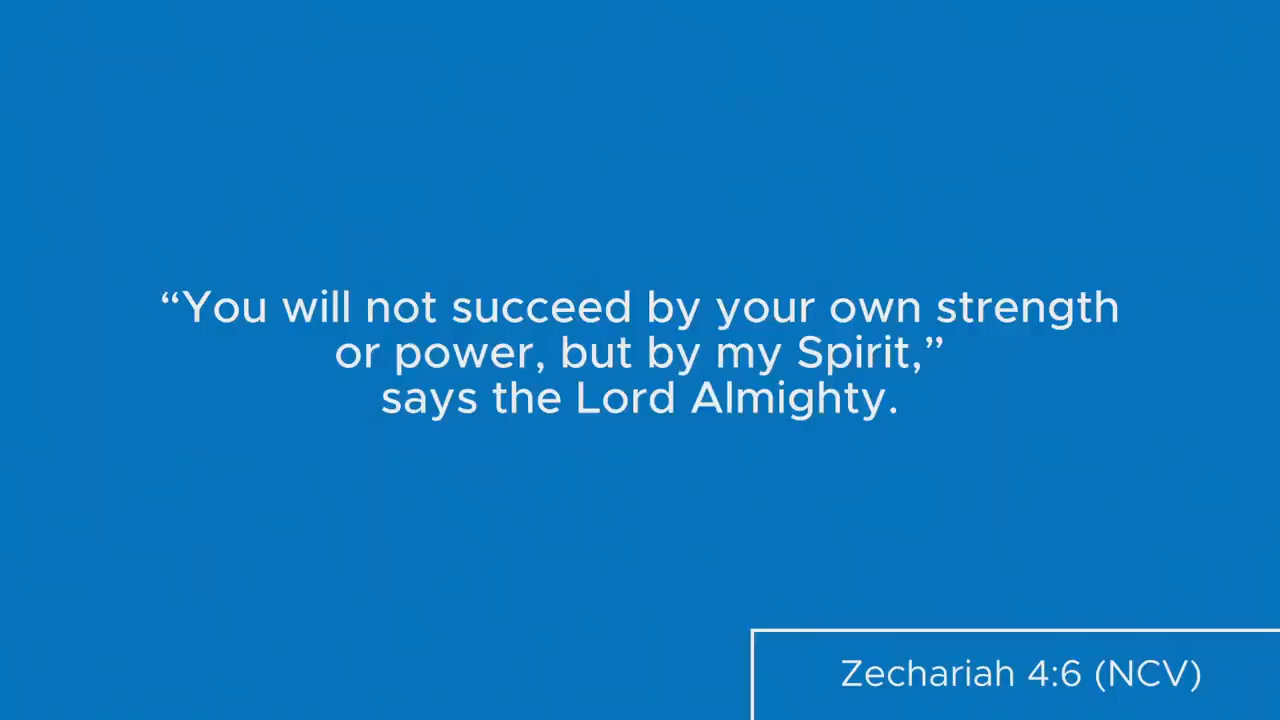 “You will not succeed by your own strength
or power, but by my Spirit,”
says the Lord Almighty.
Zechariah 4:6 (NCV)